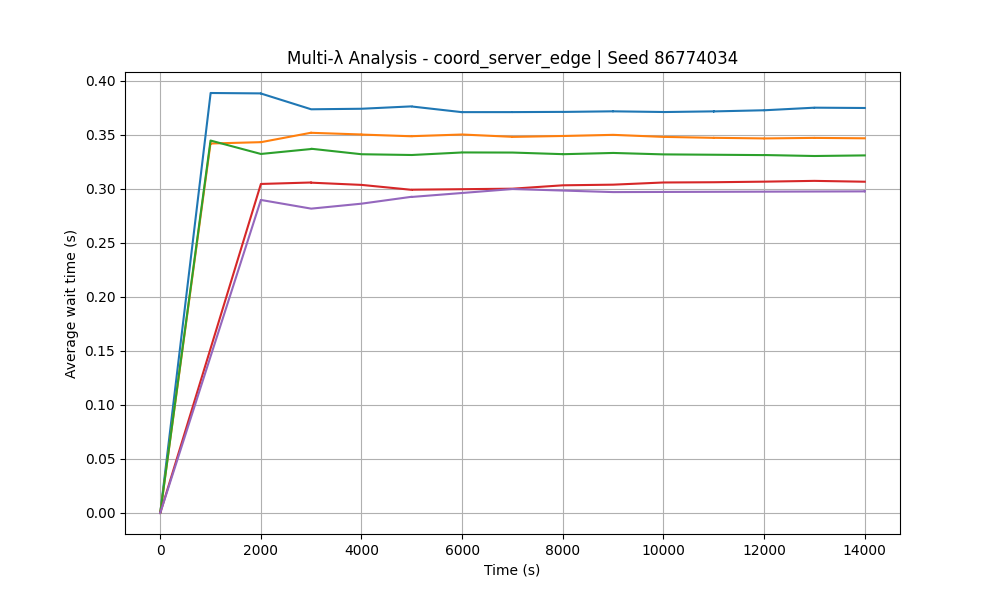 Multi-λ Analysis - coord_server_edge | Seed 86774034
Average wait time (s)
0.40
0.35
0.30
0.25
0.20
0.15
0.10
0.05
0.00
0 2000 4000 6000 8000 10000 12000 14000
Time (s)